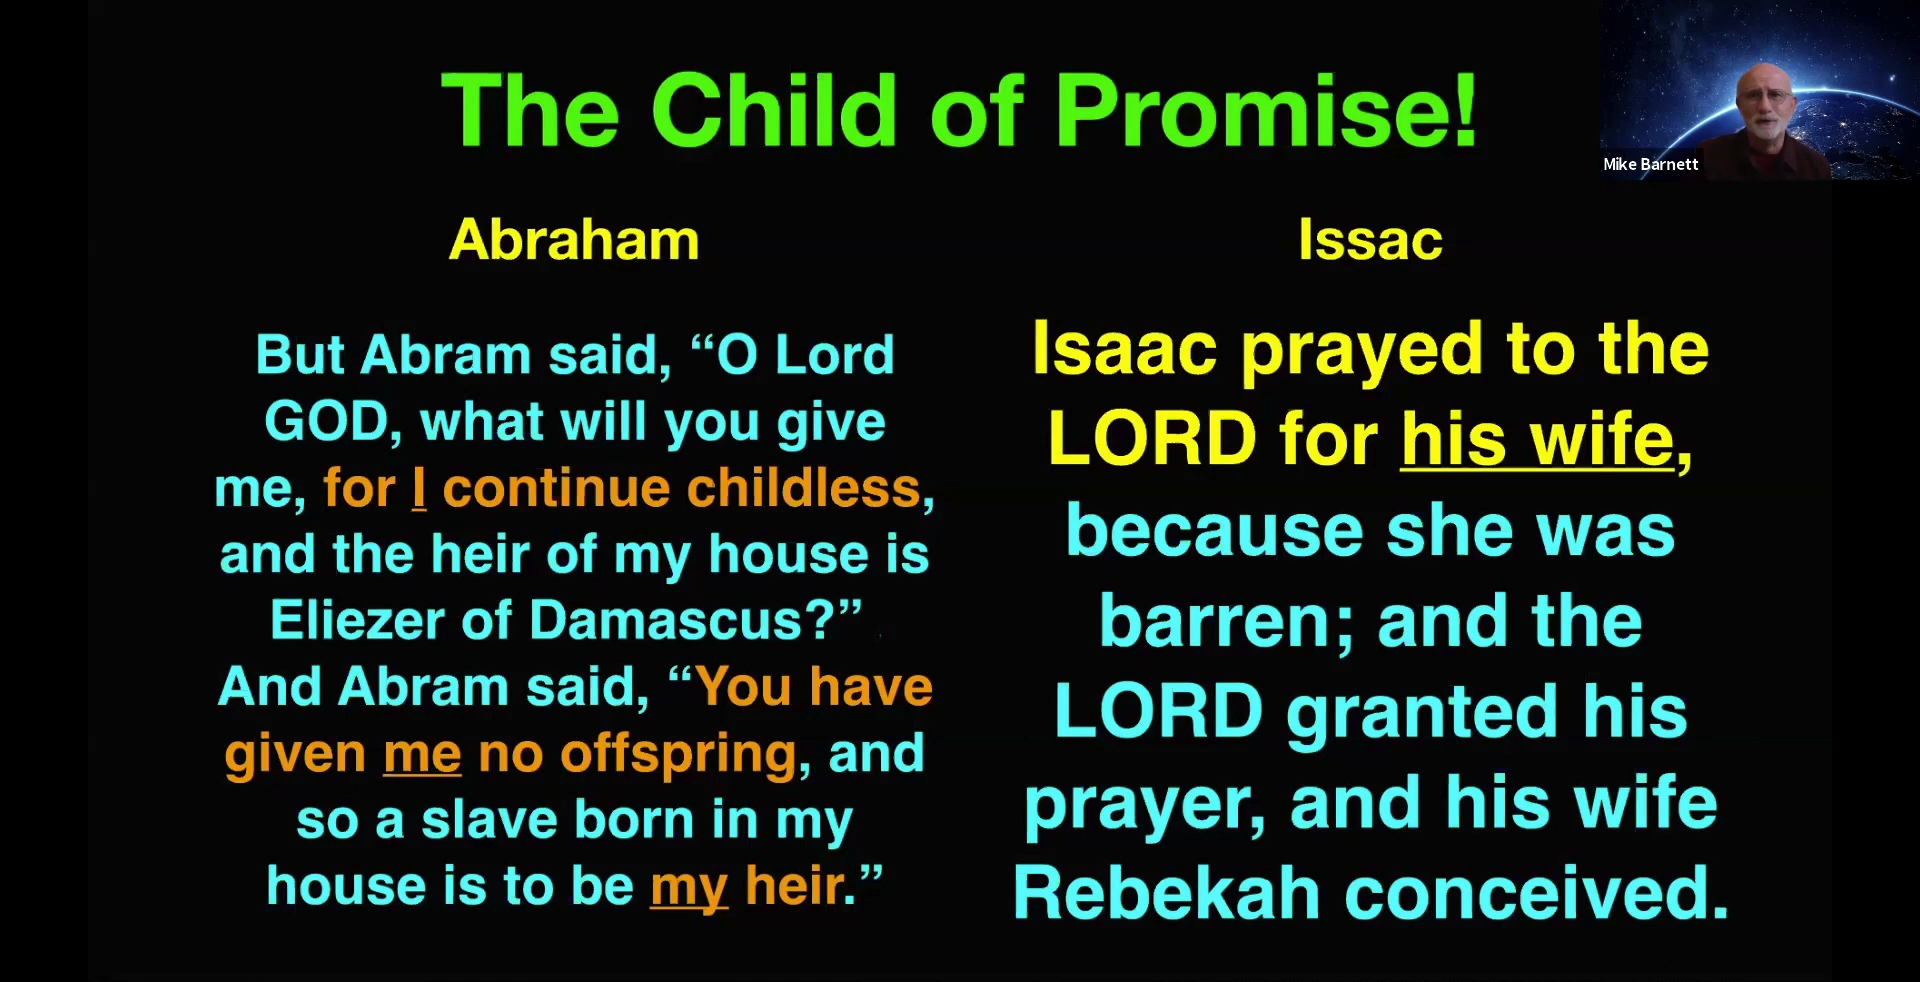 The Child of Promise!
Mike Barnett
Abraham
But Abram said, “O Lord
GOD, what will you give
me, for I continue childless,
and the heir of my house is
Eliezer of Damascus?”
And Abram said, “You have
given me no offspring, and
so a slave born in my
house is to be my heir.”
Issac
Isaac prayed to the
LORD for his wife,
because she was
barren; and the
LORD granted his
prayer, and his wife
Rebekah conceived.